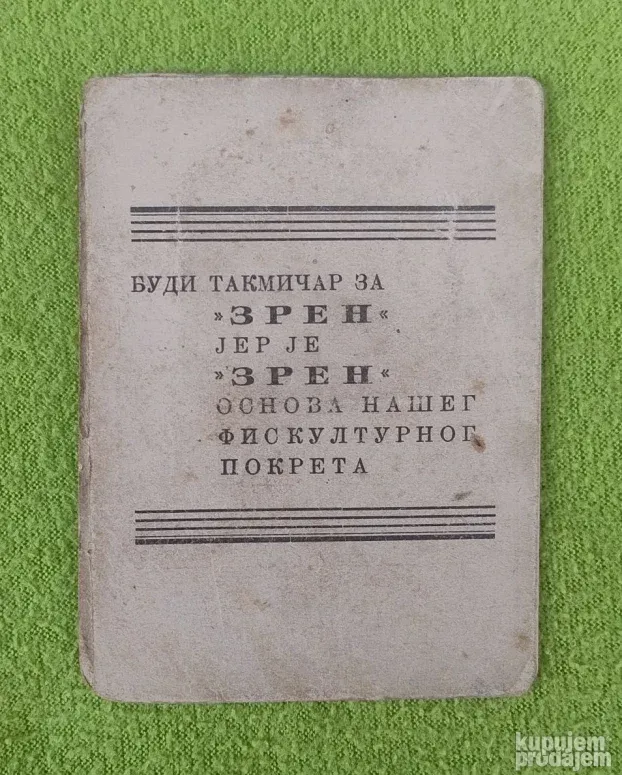 БУДИ ТАКМИЧАР ЗА
»ЗРЕН«
ЈЕР ЈЕ
»ЗРЕН«
ОСНОВА НАШЕГ
ФИСКУЛТУРНОГ
ПОКРЕТА
kupujem
prodajem